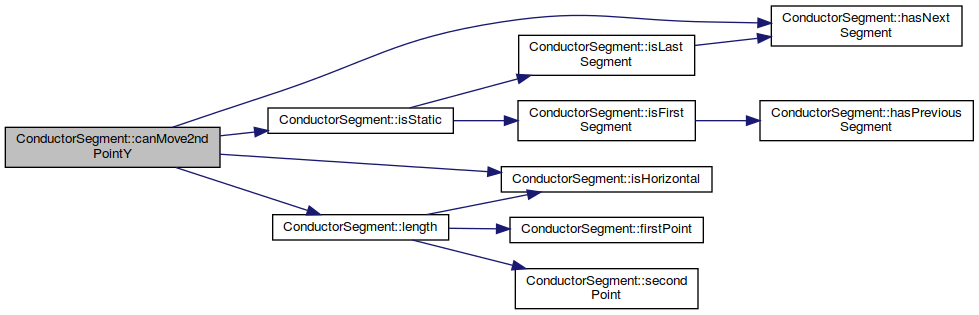 ConductorSegment::canMove2nd
PointY
ConductorSegment::hasNext
Segment
ConductorSegment::isStatic
ConductorSegment::isLast
Segment
ConductorSegment::isFirst
Segment
ConductorSegment::hasPrevious
Segment
ConductorSegment::isHorizontal
ConductorSegment::length
ConductorSegment::firstPoint
ConductorSegment::second
Point